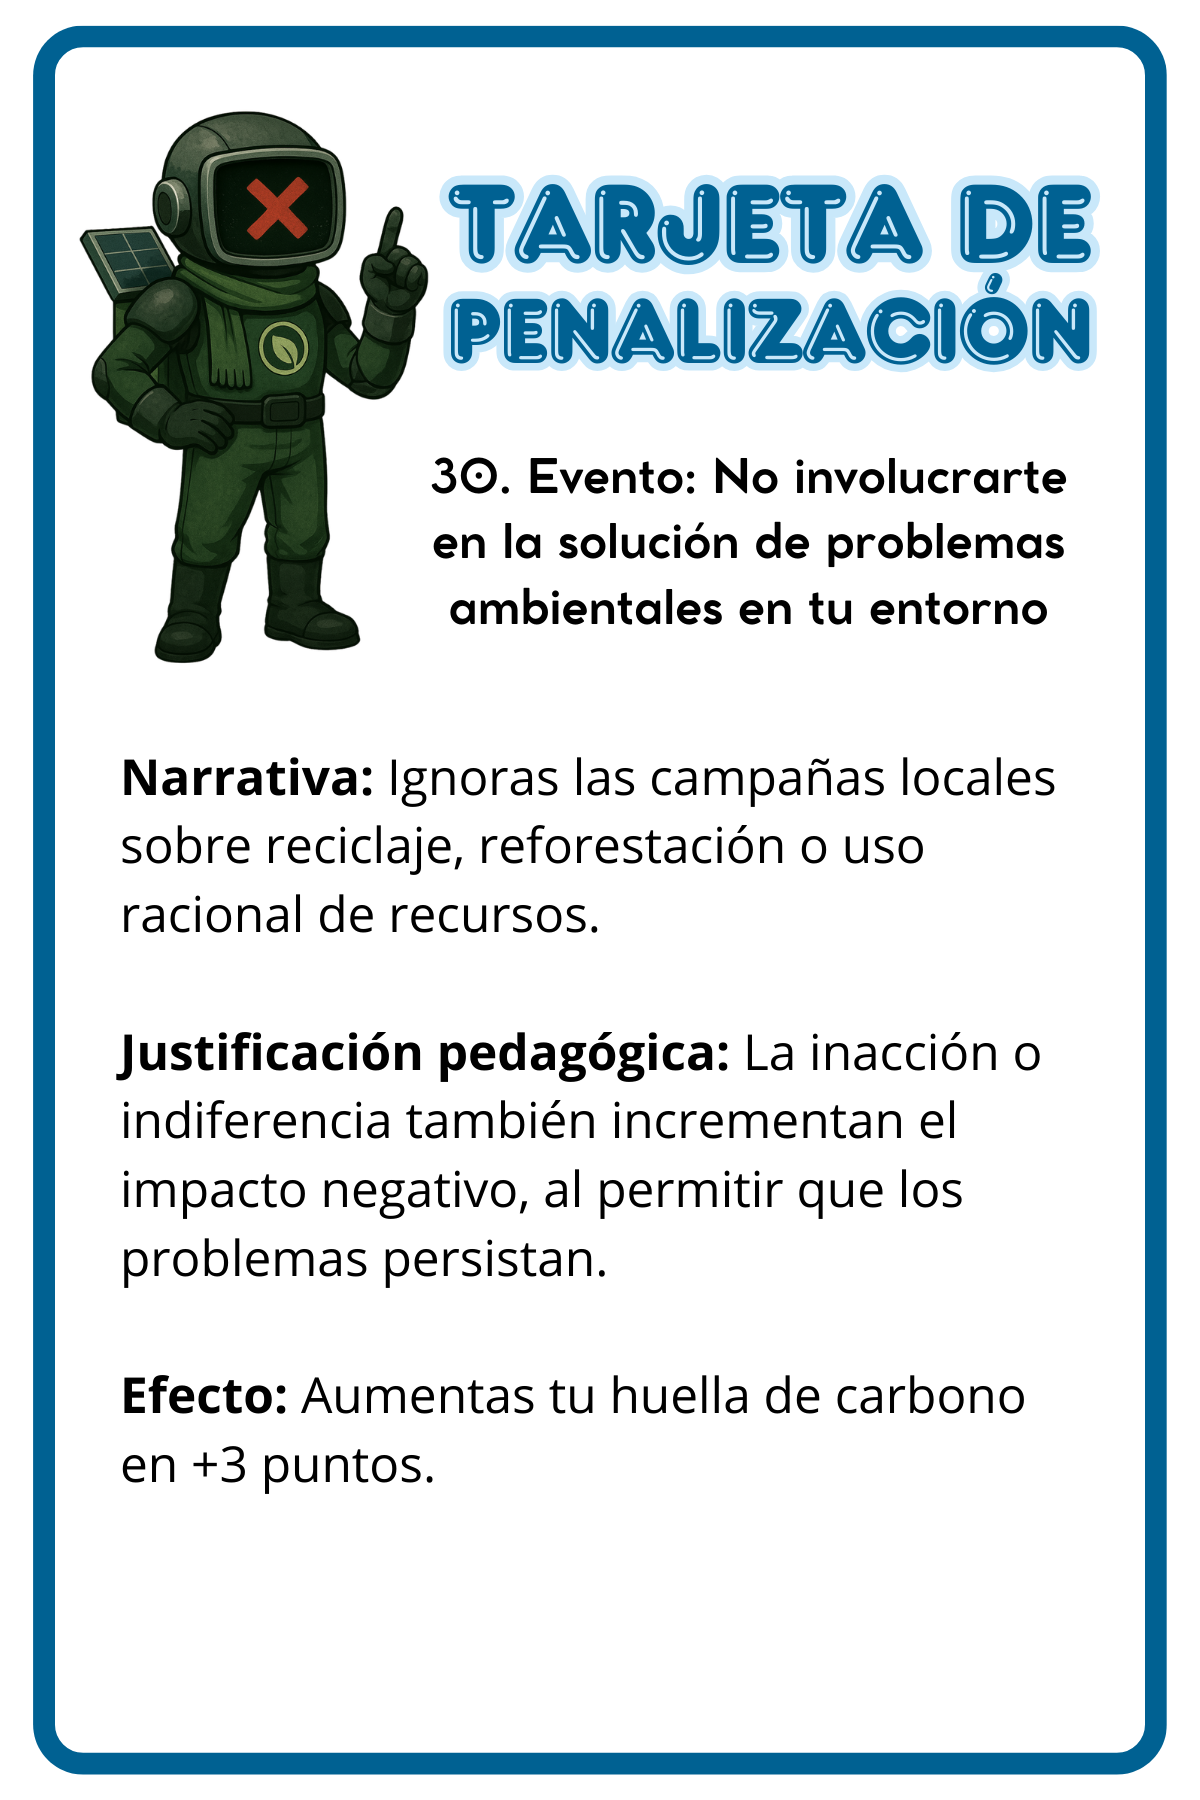 TARJETA DE
PENALIZACIÓN
30. Evento: No involucrarte
en la solución de problemas
ambientales en tu entorno
Narrativa: Ignoras las campañas locales
sobre reciclaje, reforestación o uso
racional de recursos.
Justificación pedagógica: La inacción o
indiferencia también incrementan el
impacto negativo, al permitir que los
problemas persistan.
Efecto: Aumentas tu huella de carbono
en +3 puntos.